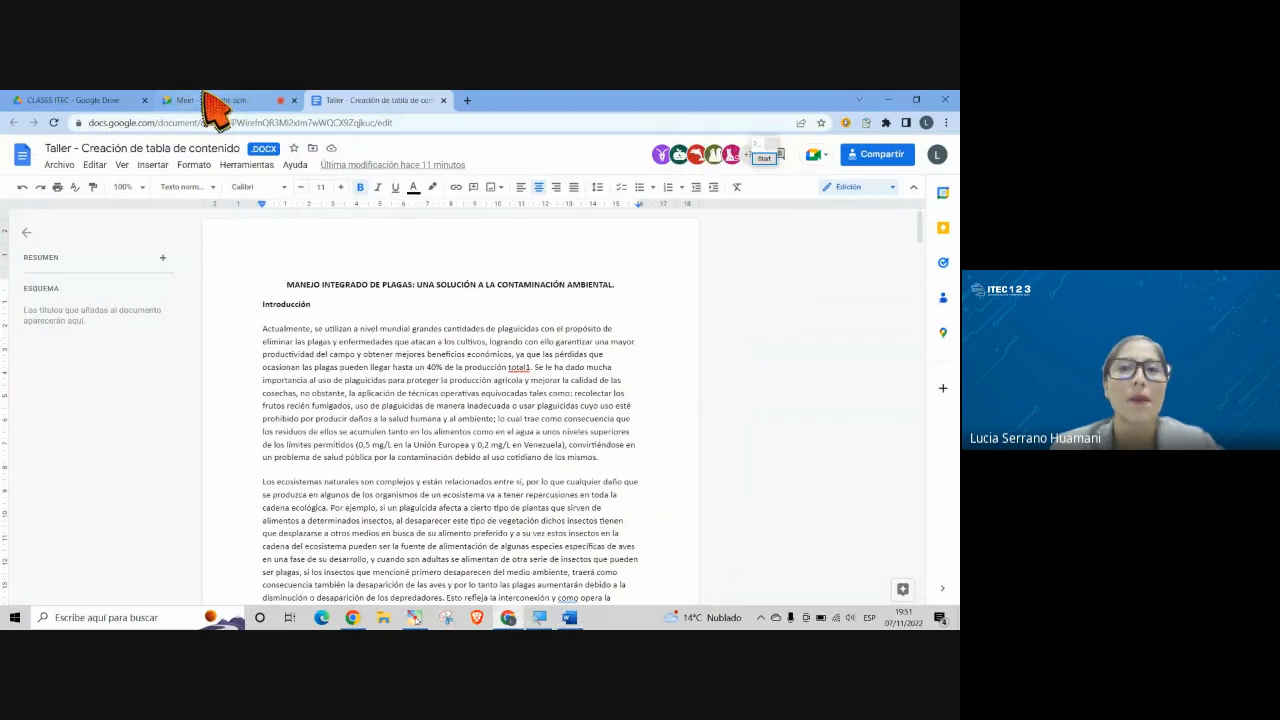 CLASES ITEC - Google Drive
Meet -
Taller - Creación de tabla de con
docs.google.com/document/
PWirefnQR3Mi2xIm7wWQCX9Zqjkuc/edit
Taller - Creación de tabla de contenido .DOCX
Archivo Editar Ver Insertar Formato Herramientas Ayuda Última modificación hace 11 minutos
Start
Compartir
L
100% Texto norm... Calibri 11 Edición
RESUMEN
ESQUEMA
Los títulos que añadas al documento
aparecerán aquí.
MANEJO INTEGRADO DE PLAGAS: UNA SOLUCIÓN A LA CONTAMINACIÓN AMBIENTAL.
Introducción
Actualmente, se utilizan a nivel mundial grandes cantidades de plaguicidas con el propósito de
eliminar las plagas y enfermedades que atacan a los cultivos, logrando con ello garantizar una mayor
productividad del campo y obtener mejores beneficios económicos, ya que las pérdidas que
ocasionan las plagas pueden llegar hasta un 40% de la producción total1. Se le ha dado mucha
importancia al uso de plaguicidas para proteger la producción agrícola y mejorar la calidad de las
cosechas, no obstante, la aplicación de técnicas operativas equivocadas tales como: recolectar los
frutos recién fumigados, uso de plaguicidas de manera inadecuada o usar plaguicidas cuyo uso esté
prohibido por producir daños a la salud humana y al ambiente; lo cual trae como consecuencia que
los residuos de ellos se acumulen tanto en los alimentos como en el agua a unos niveles superiores
de los límites permitidos (0,5 mg/L en la Unión Europea y 0,2 mg/L en Venezuela), convirtiéndose en
un problema de salud pública por la contaminación debido al uso cotidiano de los mismos.
Los ecosistemas naturales son complejos y están relacionados entre sí, por lo que cualquier daño que
se produzca en algunos de los organismos de un ecosistema va a tener repercusiones en toda la
cadena ecológica. Por ejemplo, si un plaguicida afecta a cierto tipo de plantas que sirven de
alimentos a determinados insectos, al desaparecer este tipo de vegetación dichos insectos tienen
que desplazarse a otros medios en busca de su alimento preferido y a su vez estos insectos en la
cadena del ecosistema pueden ser la fuente de alimentación de algunas especies específicas de aves
en una fase de su desarrollo, y cuando son adultas se alimentan de otra serie de insectos que pueden
ser plagas, si los insectos que mencioné primero desaparecen del medio ambiente, traerá como
consecuencia también la desaparición de las aves y por lo tanto las plagas aumentarán debido a la
disminución o desaparición de los depredadores. Esto refleja la interconexión y como opera la
Escribe aquí para buscar
14°C Nublado
ESP
19:51
07/11/2022
ITEC 1 2 3
Lucia Serrano Huamani